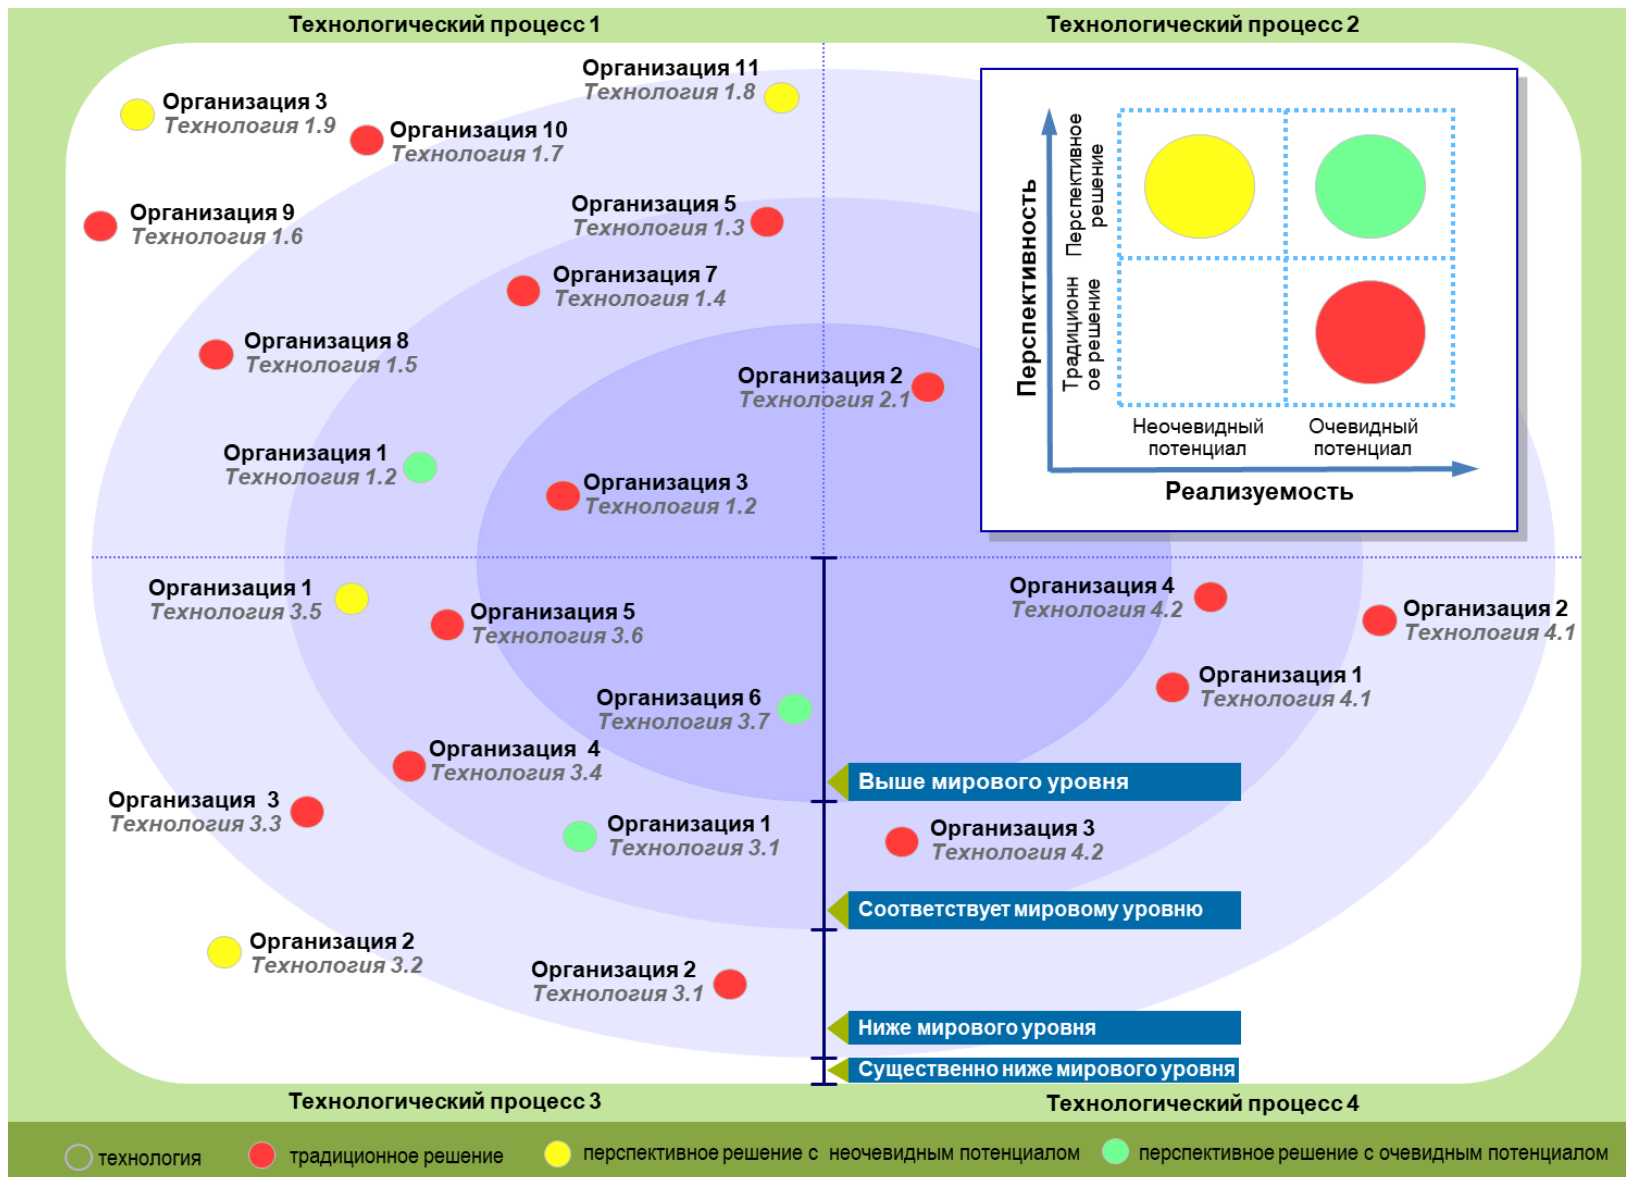 Технологический процесс 1
Технологический процесс 2
Организация 11
Технология 1.8
Организация 3
Технология 1.9
Организация 10
Технология 1.7
Организация 9
Технология 1.6
Организация 5
Технология 1.3
Организация 7
Технология 1.4
Организация 8
Технология 1.5
Организация 2
Технология 2.1
Организация 1
Технология 1.2
Организация 3
Технология 1.2
Перспективность
Перспективное
решение
Традиционн
ое решение
Неочевидный
потенциал
Очевидный
потенциал
Реализуемость
Организация 1
Технология 3.5
Организация 5
Технология 3.6
Организация 6
Технология 3.7
Организация 4
Технология 3.4
Организация 3
Технология 3.3
Организация 1
Технология 3.1
Организация 2
Технология 3.2
Организация 2
Технология 3.1
Организация 4
Технология 4.2
Организация 2
Технология 4.1
Организация 1
Технология 4.1
Выше мирового уровня
Организация 3
Технология 4.2
Соответствует мировому уровню
Ниже мирового уровня
Существенно ниже мирового уровня
Технологический процесс 3
Технологический процесс 4
технология
традиционное решение
перспективное решение с неочевидным потенциалом
перспективное решение с очевидным потенциалом